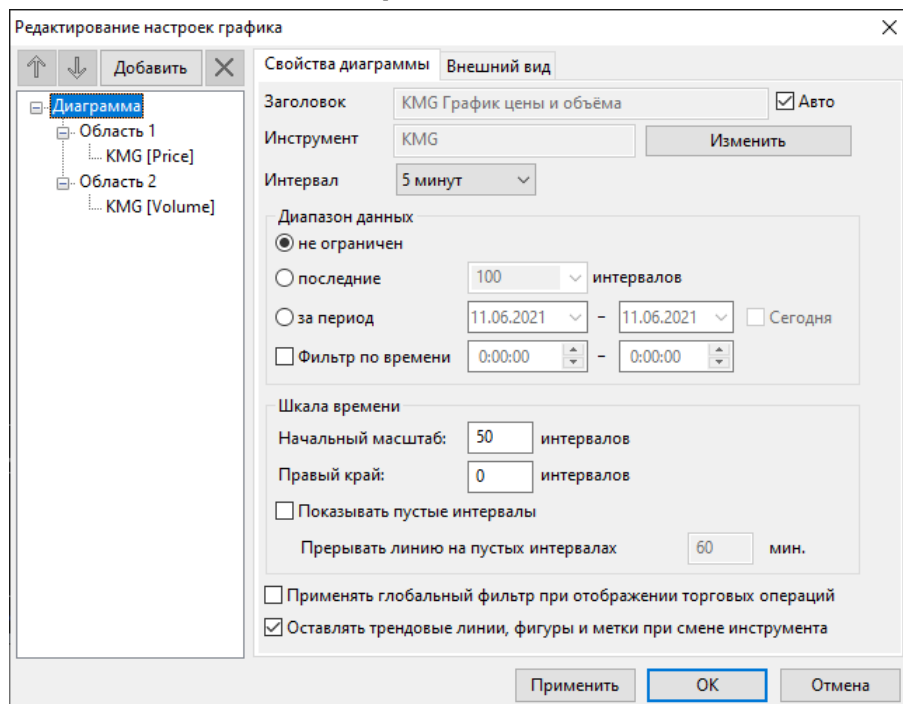 Редактирование настроек графика
Добавить
Свойства диаграммы Внешний вид
Диаграмма
Область 1
KMG [Price]
Область 2
KMG [Volume]
Заголовок KMG График цены и объёма Авто
Инструмент KMG Изменить
Интервал 5 минут
Диапазон данных
не ограничен
последние 100 интервалов
за период 11.06.2021 - 11.06.2021 Сегодня
Фильтр по времени 0:00:00 - 0:00:00
Шкала времени
Начальный масштаб: 50 интервалов
Правый край: 0 интервалов
Показывать пустые интервалы
Прерывать линию на пустых интервалах 60 мин.
Применять глобальный фильтр при отображении торговых операций
Оставлять трендовые линии, фигуры и метки при смене инструмента
Применить OK Отмена